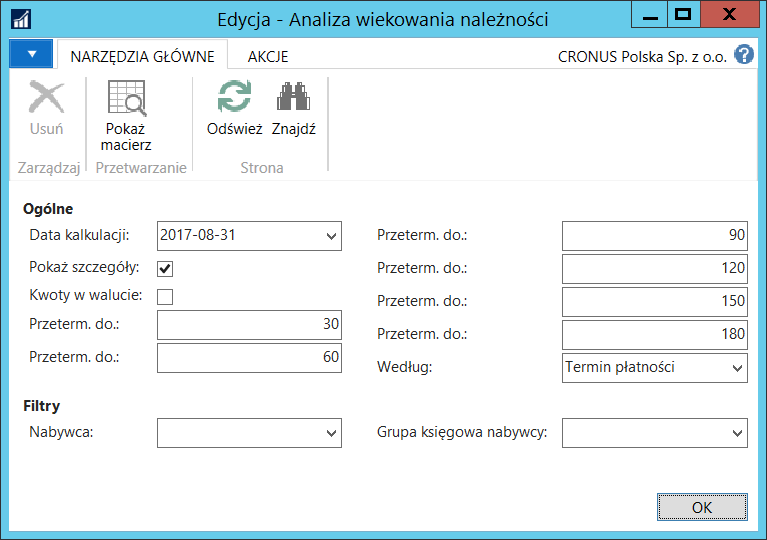 Edycja - Analiza wiekowania należności
NARZĘDZIA GŁÓWNE
AKCJE
CRONUS Polska Sp. z o.o.
?
Usuń
Pokaż
macierz
Odśwież
Znajdź
Zarządzaj
Przetwarzanie
Strona
Ogólne
Data kalkulacji: 2017-08-31
Pokaż szczegóły:
Kwoty w walucie:
Przeterm. do.: 30
Przeterm. do.: 60
Przeterm. do.: 90
Przeterm. do.: 120
Przeterm. do.: 150
Przeterm. do.: 180
Według: Termin płatności
Filtry
Nabywca:
Grupa księgowa nabywcy:
OK